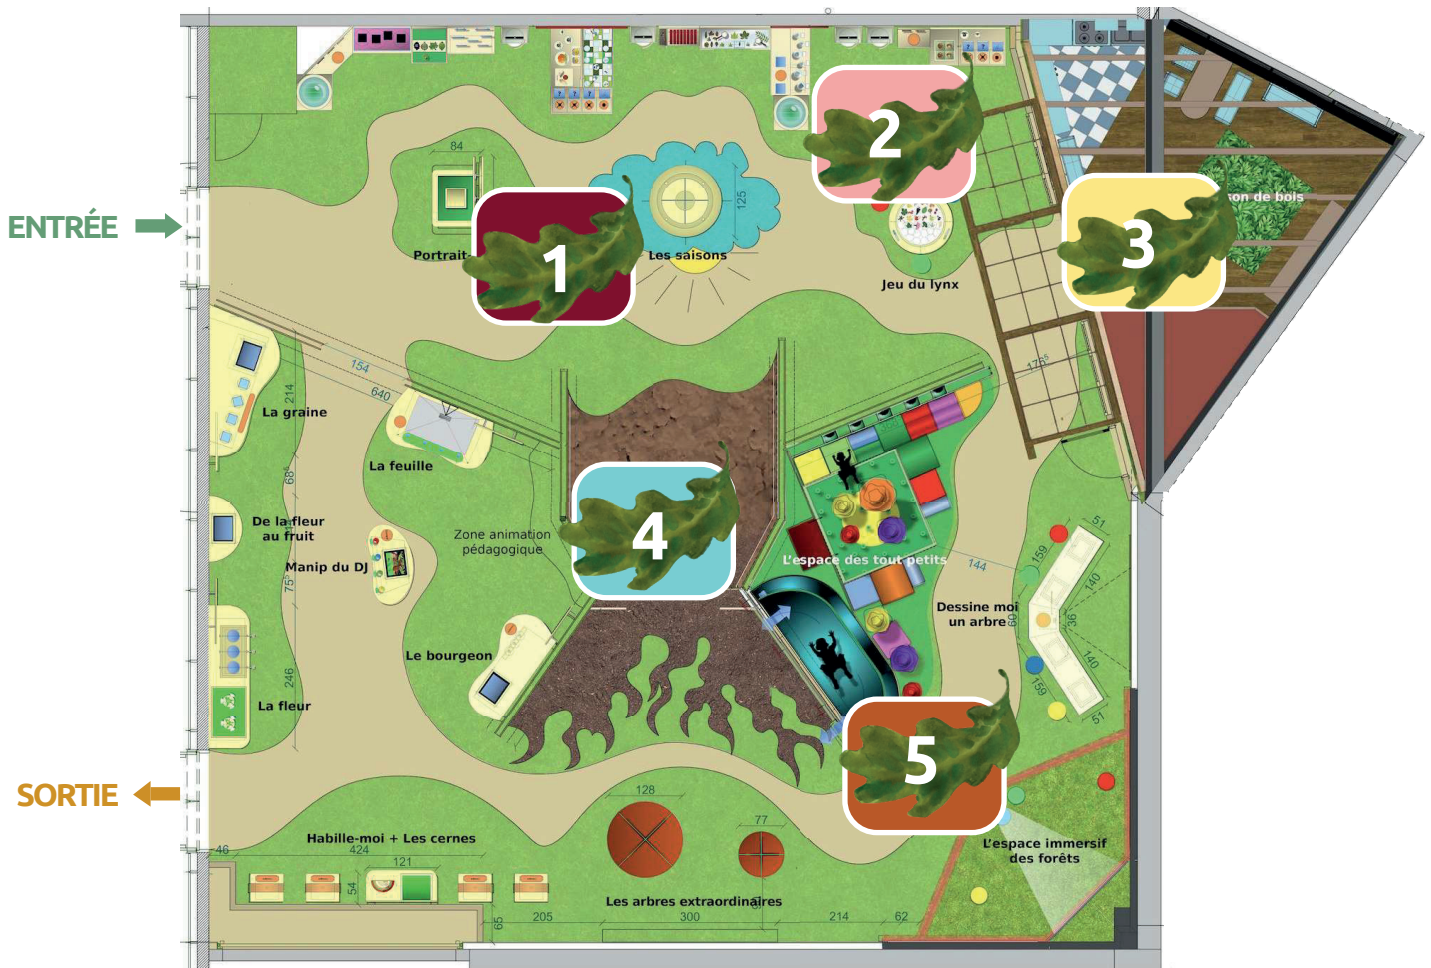 84
ENTRÉE
125
Portrait-
Les saisons
1
2
3
son de bois
Jeu du lynx
154
640
176⁵
214
La graine
La feuille
68⁵
De la fleur
au fruit
Manip du DJ
75⁵
Zone animation
pédagogique
4
L'espace des tout petits
144
51
159
140
Dessine moi
un arbre
60
36
140
159
51
Le bourgeon
246
La fleur
SORTIE
5
128
77
Habille-moi + Les cernes
46
424
121
54
L'espace immersif
des forêts
Les arbres extraordinaires
65
205
300
214
62